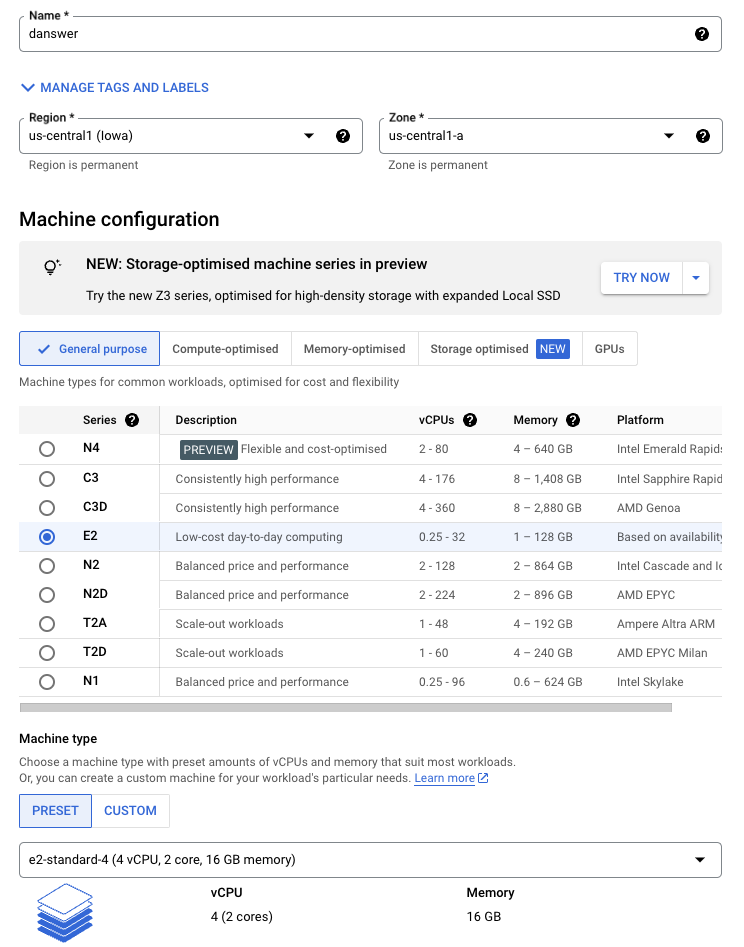 Name *
danswer
MANAGE TAGS AND LABELS
Region *
us-central1 (Iowa)
Region is permanent
Zone *
us-central1-a
Zone is permanent
Machine configuration
NEW: Storage-optimised machine series in preview
Try the new Z3 series, optimised for high-density storage with expanded Local SSD
TRY NOW
General purpose Compute-optimised Memory-optimised Storage optimised NEW GPUs
Machine types for common workloads, optimised for cost and flexibility
Series Description vCPUs Memory Platform
N4 PREVIEW Flexible and cost-optimised 2 - 80 4 – 640 GB Intel Emerald Rapids
C3 Consistently high performance 4 - 176 8 – 1,408 GB Intel Sapphire Rapid
C3D Consistently high performance 4 - 360 8 – 2,880 GB AMD Genoa
E2 Low-cost day-to-day computing 0.25 - 32 1 – 128 GB Based on availability
N2 Balanced price and performance 2 - 128 2 – 864 GB Intel Cascade and Ic
N2D Balanced price and performance 2 - 224 2 – 896 GB AMD EPYC
T2A Scale-out workloads 1 - 48 4 – 192 GB Ampere Altra ARM
T2D Scale-out workloads 1 - 60 4 – 240 GB AMD EPYC Milan
N1 Balanced price and performance 0.25 - 96 0.6 – 624 GB Intel Skylake
Machine type
Choose a machine type with preset amounts of vCPUs and memory that suit most workloads.
Or, you can create a custom machine for your workload's particular needs. Learn more
PRESET CUSTOM
e2-standard-4 (4 vCPU, 2 core, 16 GB memory)
vCPU Memory
4 (2 cores) 16 GB